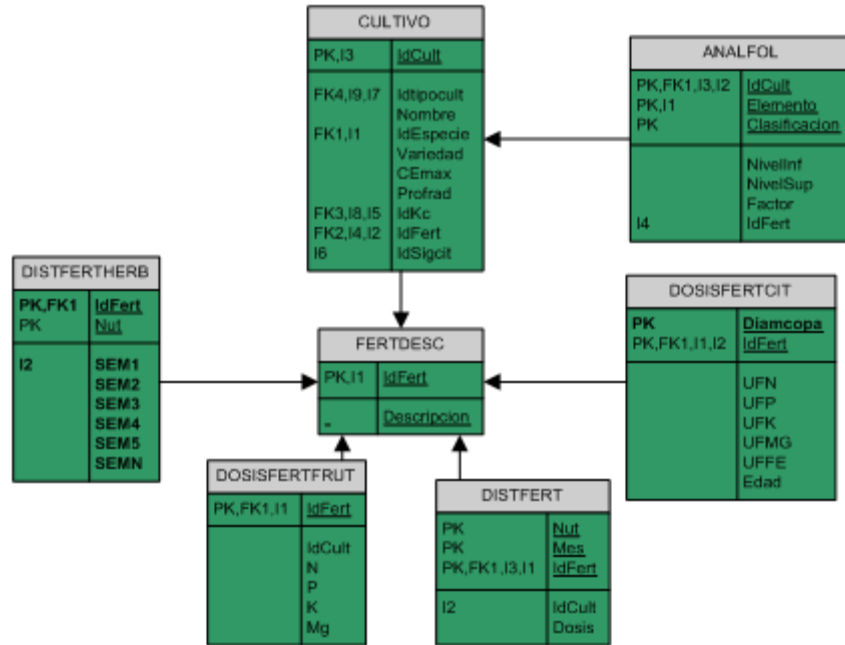 CULTIVO
PK,I3 IdCult
FK4,I9,I7 Idtipocult
Nombre
FK1,I1 IdEspecie
Variedad
CEmax
Profrad
FK3,I8,I5 IdKc
FK2,I4,I2 IdFert
I6 IdSigcit
ANALFOL
PK,FK1,I3,I2 IdCult
PK,I1 Elemento
PK Clasificacion
NivelInf
NivelSup
Factor
I4 IdFert
DISTFERTHERB
PK,FK1 IdFert
PK Nut
I2 SEM1
SEM2
SEM3
SEM4
SEM5
SEMN
FERTDESC
PK,I1 IdFert
Descripcion
DOSISFERTCIT
PK Diamcopa
PK,FK1,I1,I2 IdFert
UFN
UFP
UFK
UFMG
UFFE
Edad
DOSISFERTFRUT
PK,FK1,I1 IdFert
IdCult
N
P
K
Mg
DISTFERT
PK Nut
PK Mes
PK,FK1,I3,I1 IdFert
I2 IdCult
Dosis